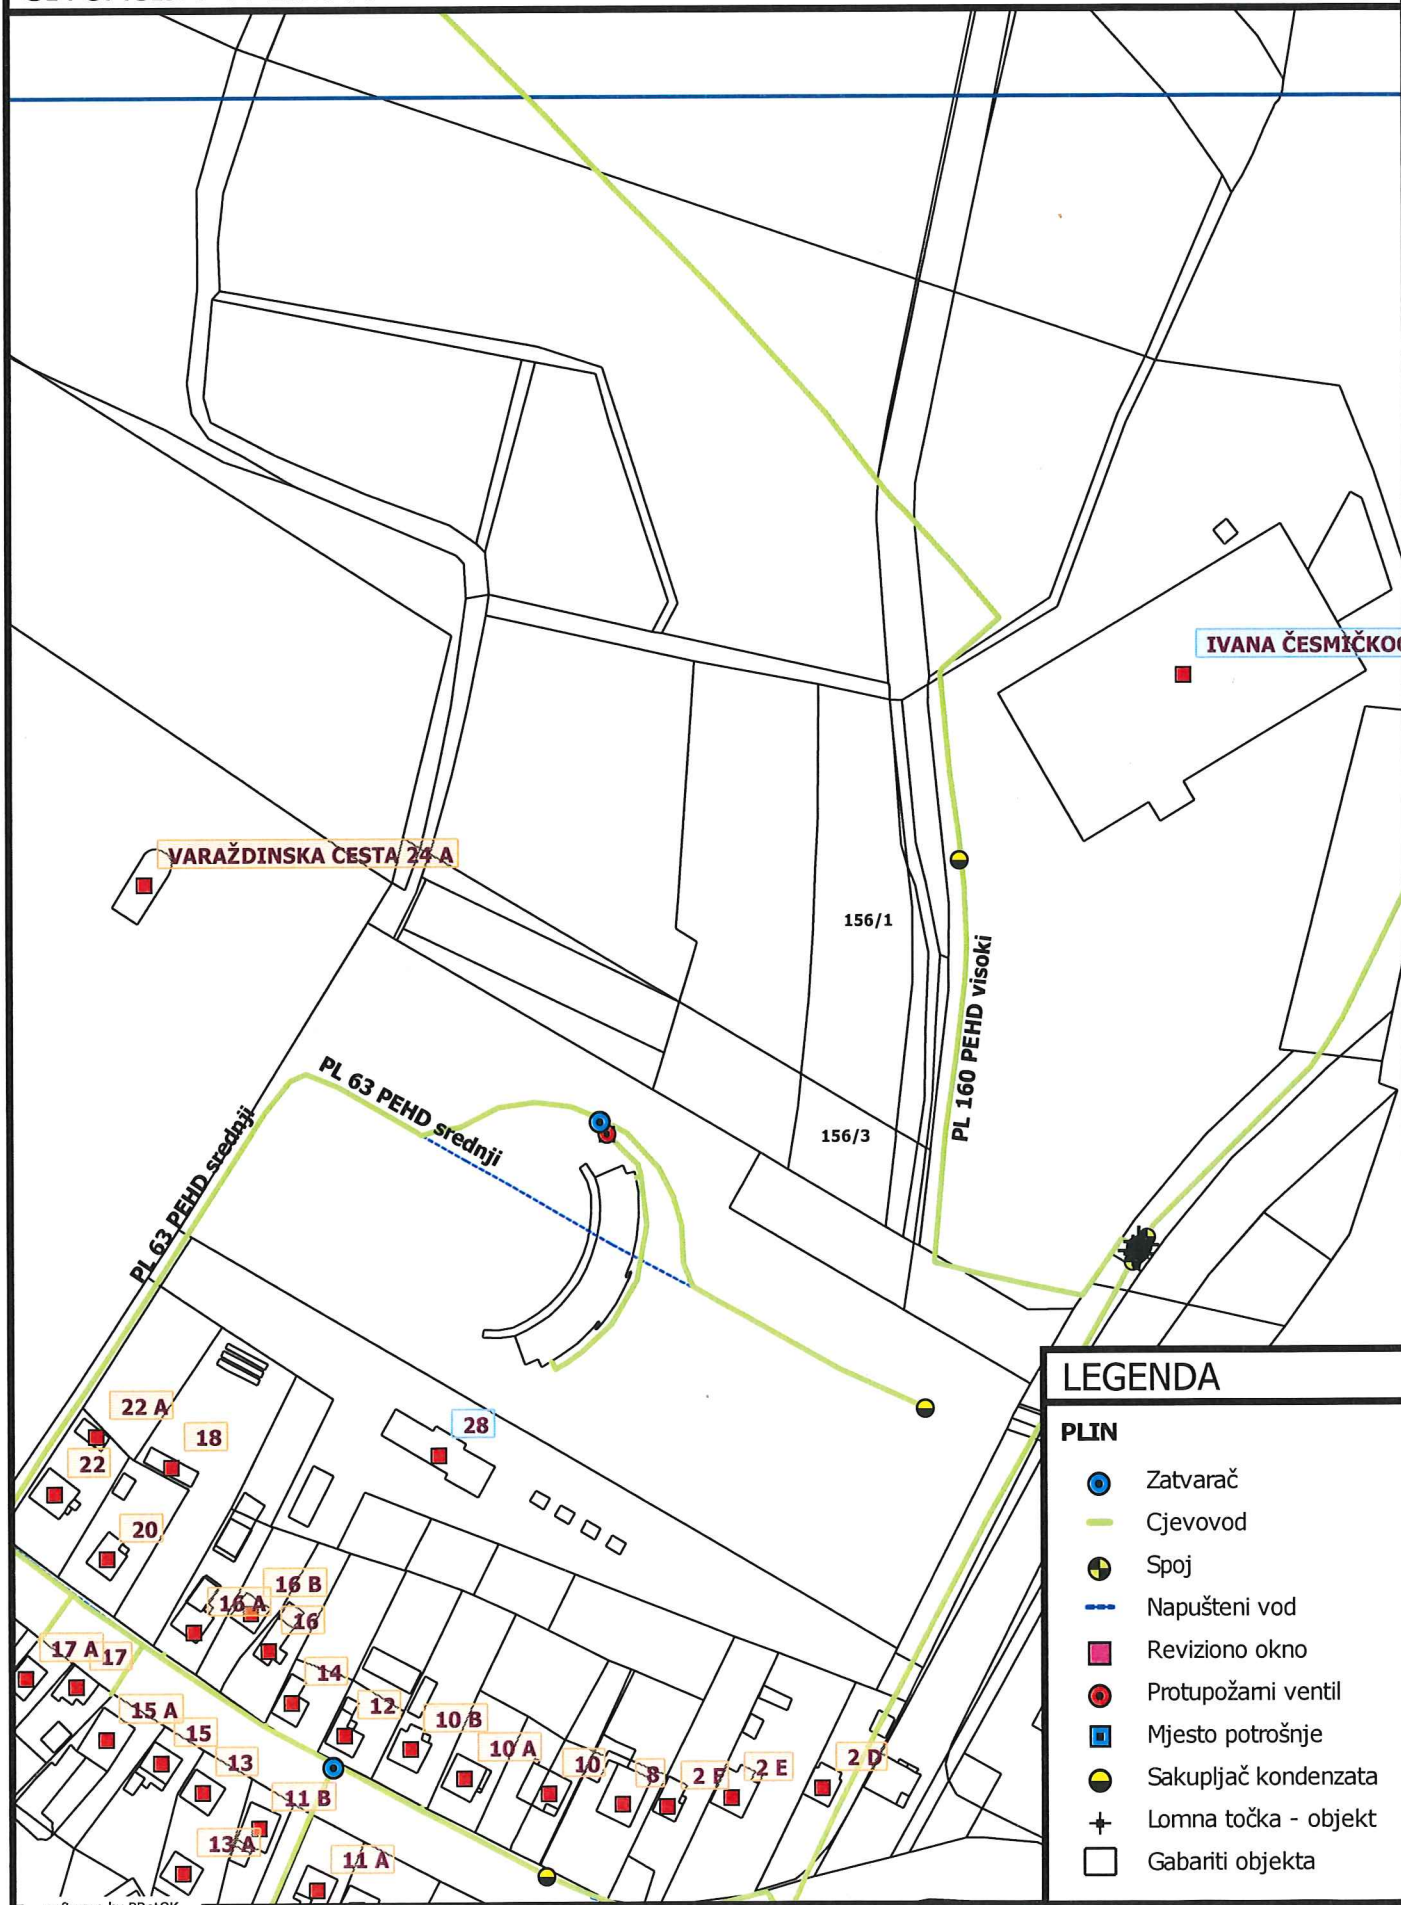 IVANA ČESMIČKO
VARAŽDINSKA CESTA 24 A
156/1
PL 160 PEHD visoki
PL 63 PEHD srednji
PL 63 PEHD srednji
156/3
22 A
18
28
22
20
16 B
16 A
16
17 A
17
14
12
15 A
15
10 B
13
10 A
10
8
2 F
2 E
2 D
11 B
13 A
11 A
LEGENDA
PLIN
Zatvarač
Cjevovod
Spoj
Napušteni vod
Reviziono okno
Protupožarni ventil
Mjesto potrošnje
Sakupljač kondenzata
Lomna točka - objekt
Gabariti objekta